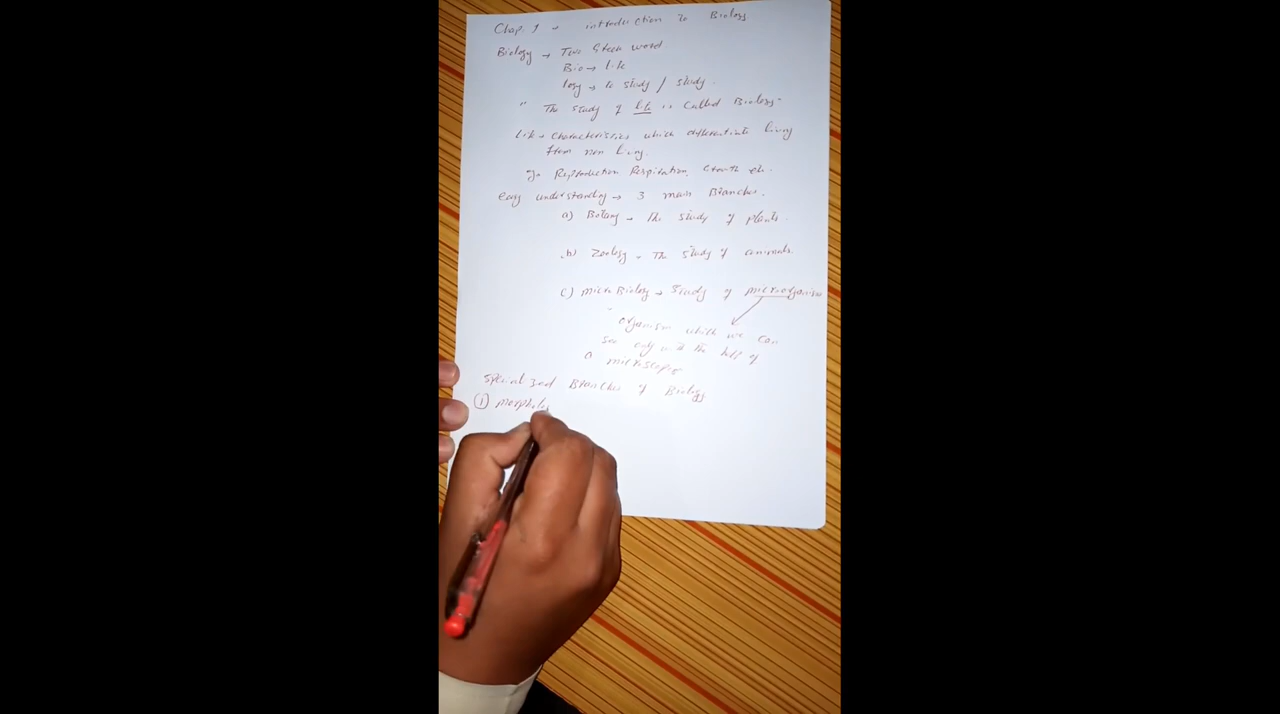 Chap: 1 → introduction to Biology
Biology → Two Greek word
Bio → life
logy → to study / study.
" The study of life is called Biology"
Life → characteristics which differentiate living
from non living.
Reproduction Respiration, Growth etc.
easy understanding → 3 main Branches.
a) Botany → The study of plants.
b) Zoology → The study of animals.
c) micro Biology → Study of microorganism
organism which we can
see only with the help of
a microscope
Specialized Branches of Biology
(1) morpholog